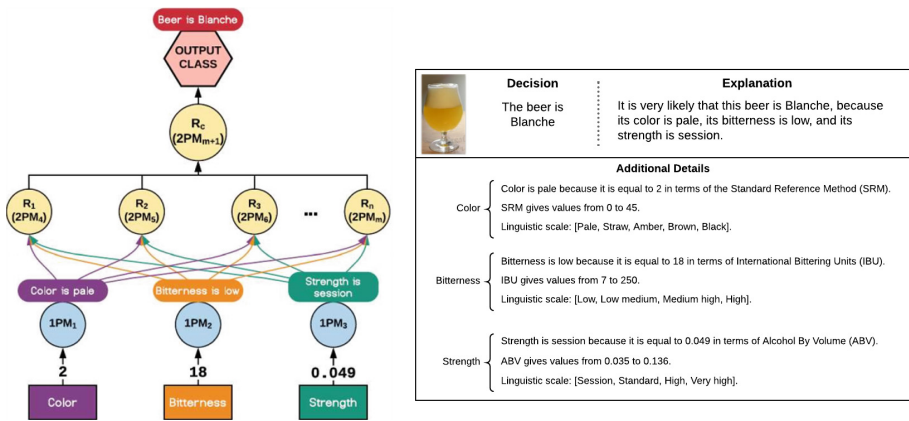 Beer is Blanche
OUTPUT
CLASS
R_c
(2PM_{m+1})
R_1
(2PM_4)
R_2
(2PM_5)
R_3
(2PM_6)
...
R_n
(2PM_m)
Color is pale
Bitterness is low
Strength is
session
1PM_1
1PM_2
1PM_3
2
18
0.049
Color
Bitterness
Strength
Decision
The beer is
Blanche
Explanation
It is very likely that this beer is Blanche, because
its color is pale, its bitterness is low, and its
strength is session.
Additional Details
Color
Color is pale because it is equal to 2 in terms of the Standard Reference Method (SRM).
SRM gives values from 0 to 45.
Linguistic scale: [Pale, Straw, Amber, Brown, Black].
Bitterness
Bitterness is low because it is equal to 18 in terms of International Bittering Units (IBU).
IBU gives values from 7 to 250.
Linguistic scale: [Low, Low medium, Medium high, High].
Strength
Strength is session because it is equal to 0.049 in terms of Alcohol By Volume (ABV).
ABV gives values from 0.035 to 0.136.
Linguistic scale: [Session, Standard, High, Very high].